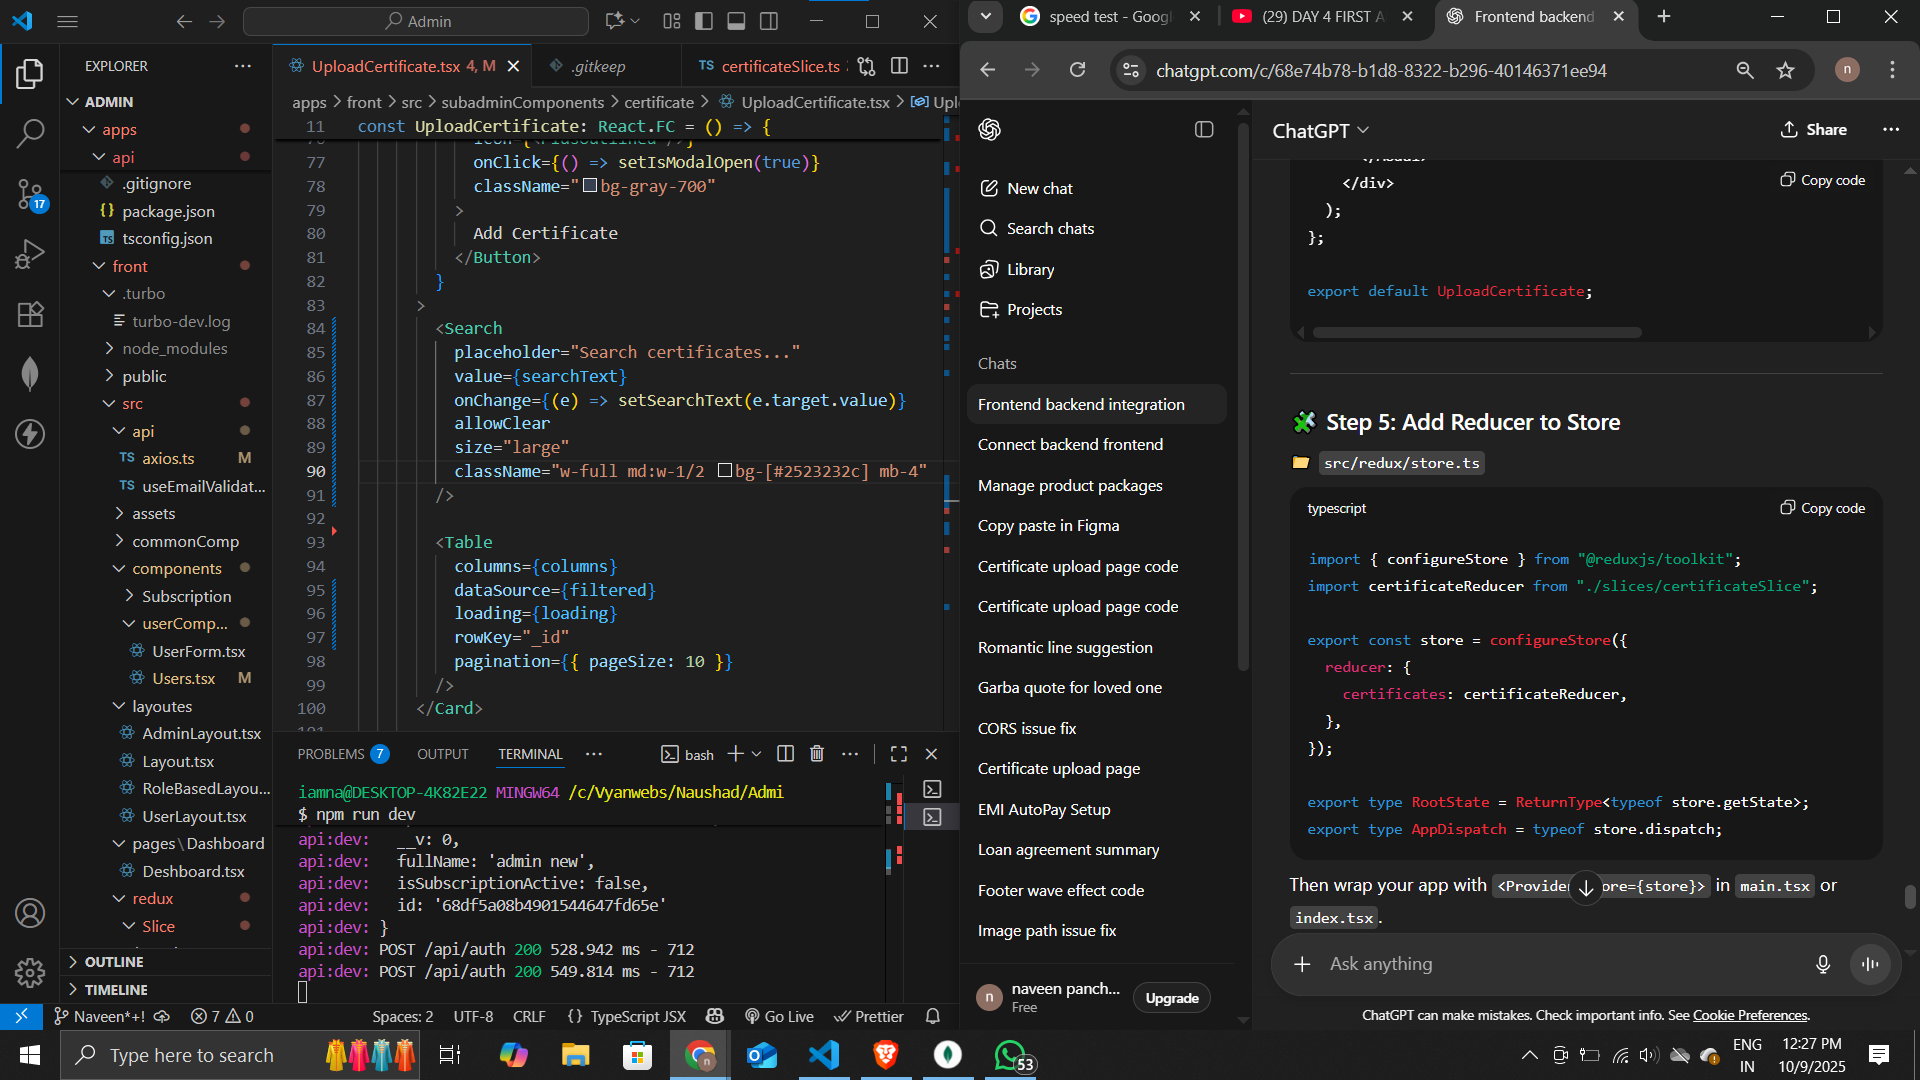 Admin
EXPLORER
ADMIN
apps
api
.gitignore
{} package.json
TS tsconfig.json
front
.turbo
turbo-dev.log
node_modules
public
src
api
TS axios.ts M
TS useEmailValidat...
assets
commonComp
components
Subscription
userComp...
UserForm.tsx
Users.tsx M
layoutes
AdminLayout.tsx
Layout.tsx
RoleBasedLayou...
UserLayout.tsx
pages\Dashboard
Deshboard.tsx
redux
Slice
OUTLINE
TIMELINE
17
UploadCertificate.tsx 4, M
.gitkeep
TS certificateSlice.ts
apps > front > src > subadminComponents > certificate > UploadCertificate.tsx > Upl
11 const UploadCertificate: React.FC = () => {
77 onClick={() => setIsModalOpen(true)}
78 className="bg-gray-700"
79 >
80 Add Certificate
81 </Button>
82 }
83 >
84 <Search
85 placeholder="Search certificates..."
86 value={searchText}
87 onChange={(e) => setSearchText(e.target.value)}
88 allowClear
89 size="large"
90 className="w-full md:w-1/2 bg-[#2523232c] mb-4"
91 />
92
93 <Table
94 columns={columns}
95 dataSource={filtered}
96 loading={loading}
97 rowKey="_id"
98 pagination={{ pageSize: 10 }}
99 />
100 </Card>
PROBLEMS 7 OUTPUT TERMINAL
bash
iamna@DESKTOP-4K82E22 MINGW64 /c/Vyanwebs/Naushad/Admi
$ npm run dev
api:dev: __v: 0,
api:dev: fullName: 'admin new',
api:dev: isSubscriptionActive: false,
api:dev: id: '68df5a08b4901544647fd65e'
api:dev: }
api:dev: POST /api/auth 200 528.942 ms - 712
api:dev: POST /api/auth 200 549.814 ms - 712
Naveen*+! 7 0 Spaces: 2 UTF-8 CRLF {} TypeScript JSX Go Live Prettier
speed test - Goog
(29) DAY 4 FIRST A
Frontend backend
chatgpt.com/c/68e74b78-b1d8-8322-b296-40146371ee94
n
New chat
Search chats
Library
Projects
Chats
Frontend backend integration
Connect backend frontend
Manage product packages
Copy paste in Figma
Certificate upload page code
Certificate upload page code
Romantic line suggestion
Garba quote for loved one
CORS issue fix
Certificate upload page
EMI AutoPay Setup
Loan agreement summary
Footer wave effect code
Image path issue fix
n
naveen panch...
Free
Upgrade
ChatGPT
Share
Copy code
</div>
);
};
export default UploadCertificate;
Step 5: Add Reducer to Store
src/redux/store.ts
typescript
Copy code
import { configureStore } from "@reduxjs/toolkit";
import certificateReducer from "./slices/certificateSlice";
export const store = configureStore({
reducer: {
certificates: certificateReducer,
},
});
export type RootState = ReturnType<typeof store.getState>;
export type AppDispatch = typeof store.dispatch;
Then wrap your app with <Provide ore={store}> in main.tsx or
index.tsx.
Ask anything
ChatGPT can make mistakes. Check important info. See Cookie Preferences.
Type here to search
53
ENG
IN
12:27 PM
10/9/2025